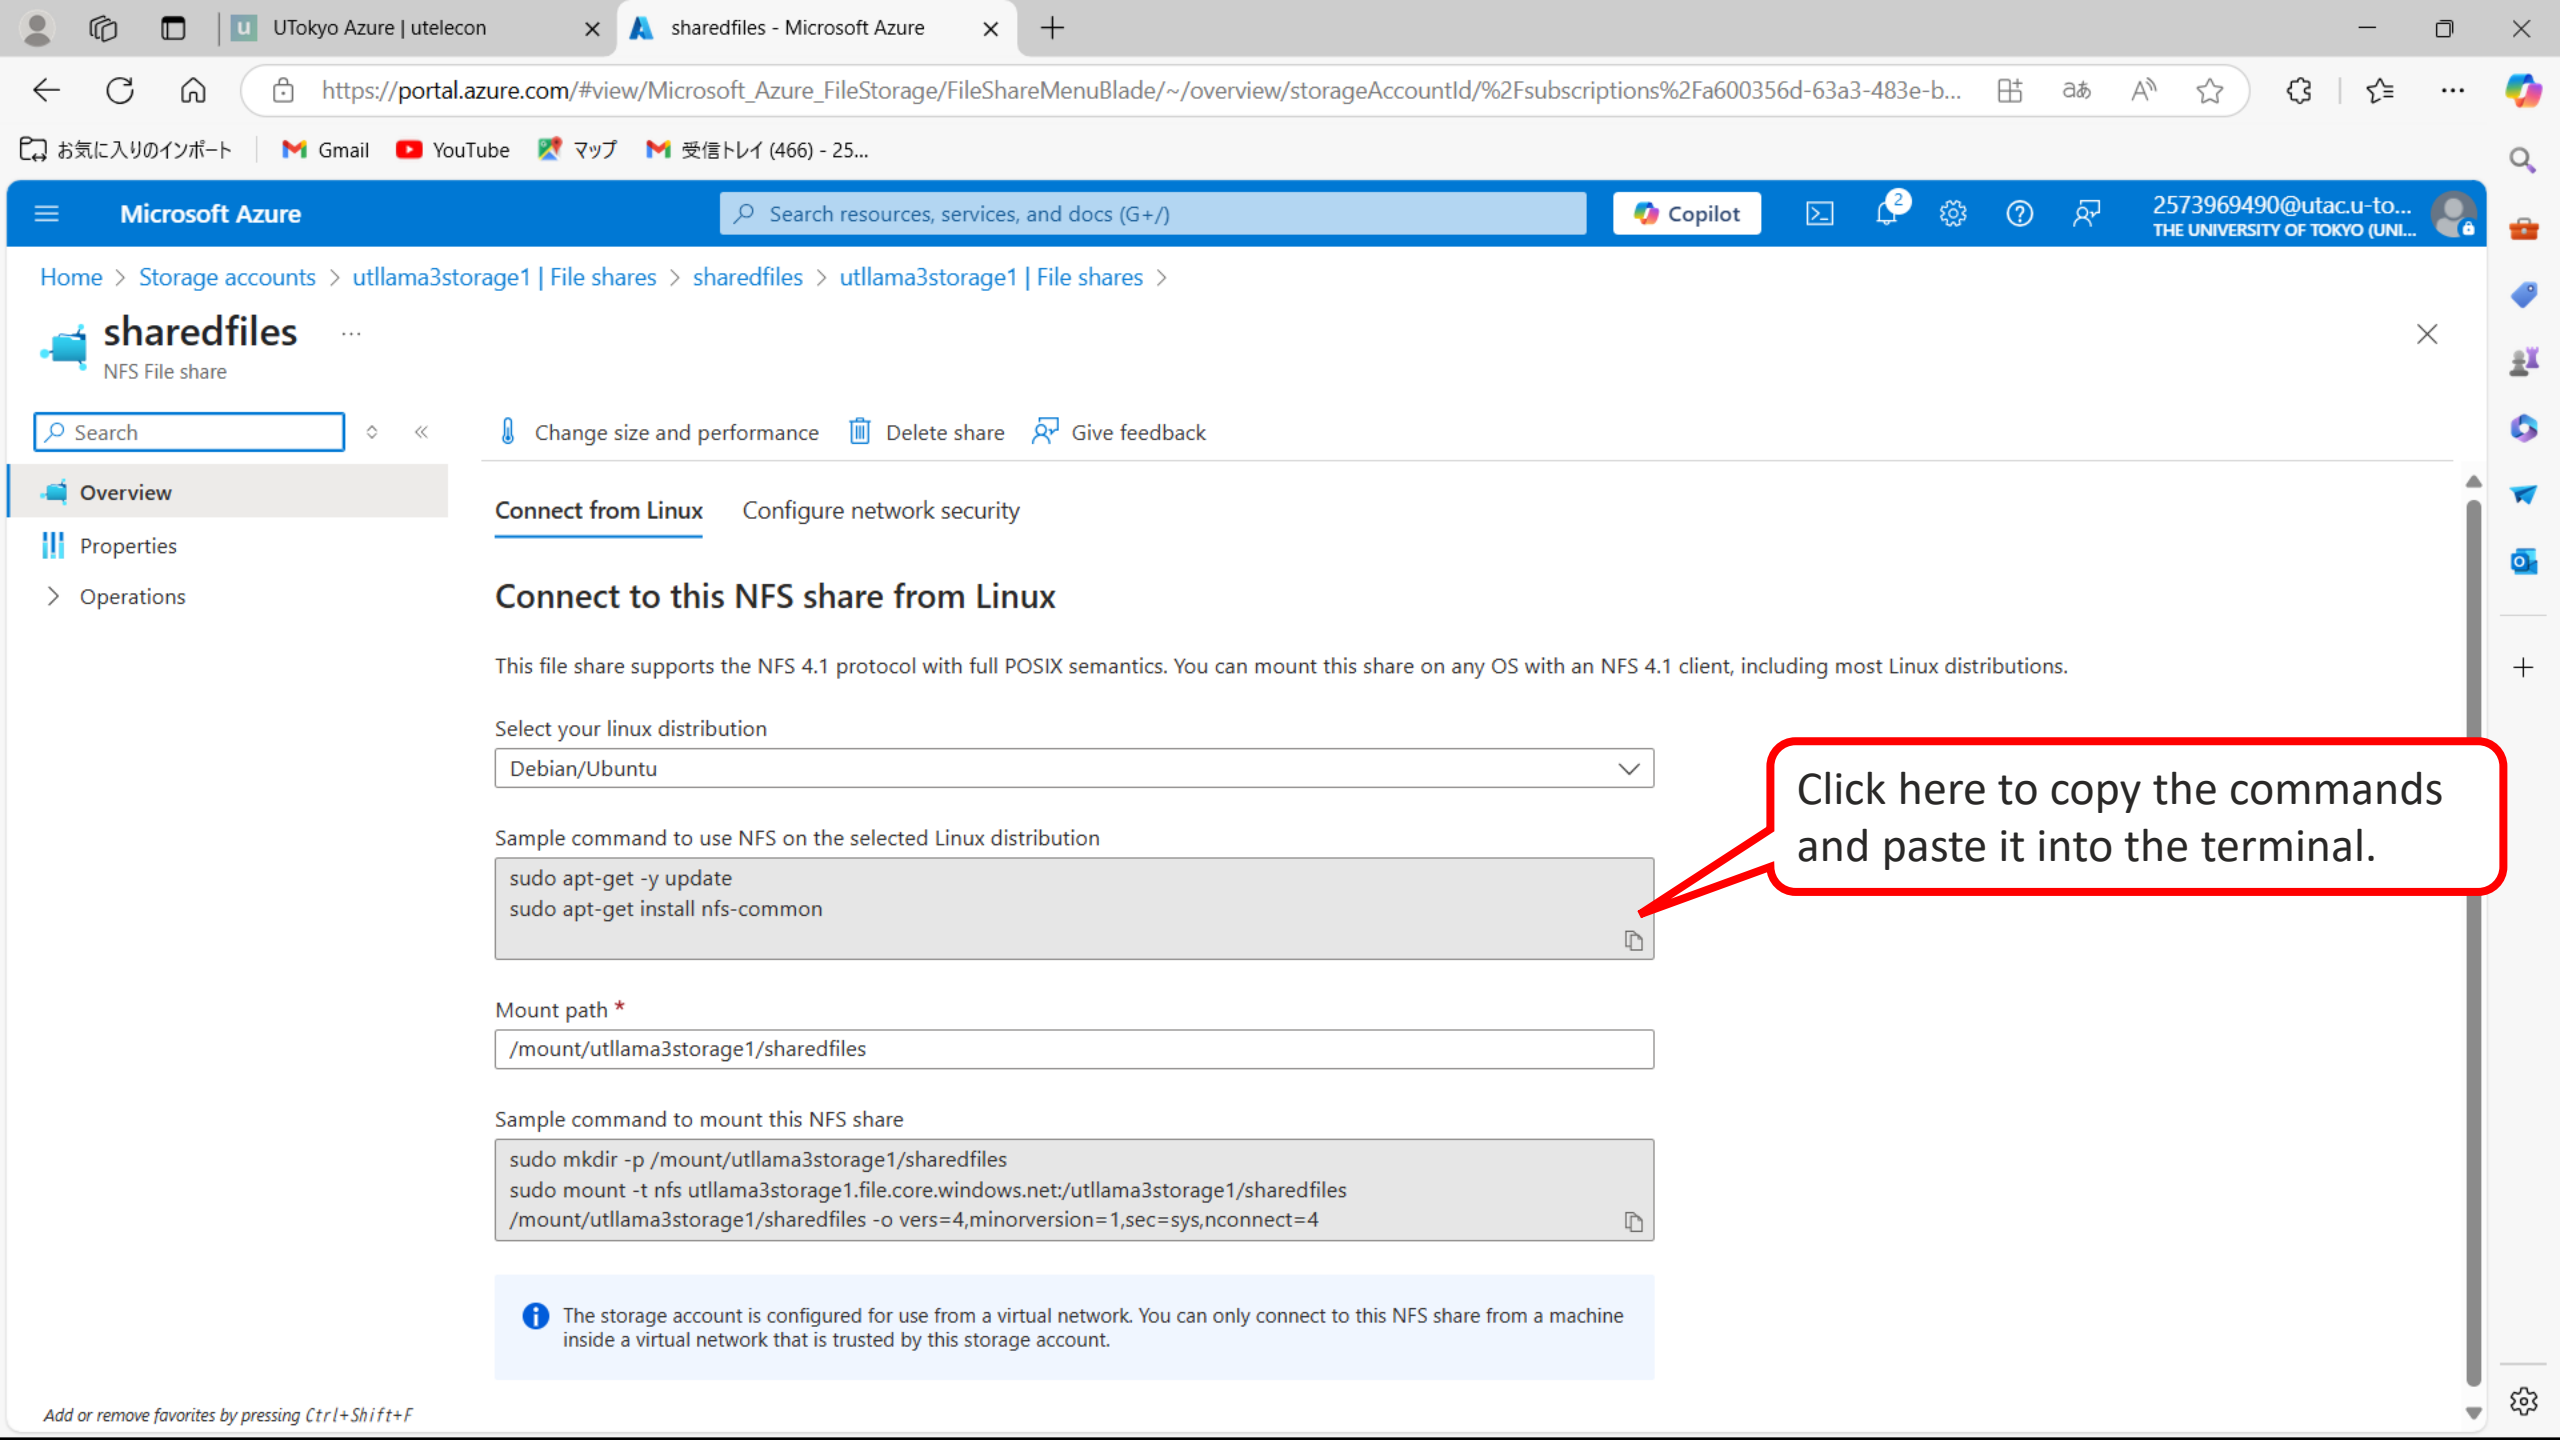 UTokyo Azure | utelecon
sharedfiles - Microsoft Azure
https://portal.azure.com/#view/Microsoft_Azure_FileStorage/FileShareMenuBlade/~/overview/storageAccountId/%2Fsubscriptions%2Fa600356d-63a3-483e-b...
お気に入りのインポート
Gmail
YouTube
マップ
受信トレイ (466) - 25...
Microsoft Azure
Search resources, services, and docs (G+/)
Copilot
2
2573969490@utac.u-to...
THE UNIVERSITY OF TOKYO (UNI...
Home > Storage accounts > utllama3storage1 | File shares > sharedfiles > utllama3storage1 | File shares >
sharedfiles ...
NFS File share
Search
Change size and performance
Delete share
Give feedback
Overview
Properties
Operations
Connect from Linux
Configure network security
Connect to this NFS share from Linux
This file share supports the NFS 4.1 protocol with full POSIX semantics. You can mount this share on any OS with an NFS 4.1 client, including most Linux distributions.
Select your linux distribution
Debian/Ubuntu
Click here to copy the commands
and paste it into the terminal.
Sample command to use NFS on the selected Linux distribution
sudo apt-get -y update
sudo apt-get install nfs-common
Mount path *
/mount/utllama3storage1/sharedfiles
Sample command to mount this NFS share
sudo mkdir -p /mount/utllama3storage1/sharedfiles
sudo mount -t nfs utllama3storage1.file.core.windows.net:/utllama3storage1/sharedfiles
/mount/utllama3storage1/sharedfiles -o vers=4,minorversion=1,sec=sys,nconnect=4
The storage account is configured for use from a virtual network. You can only connect to this NFS share from a machine
inside a virtual network that is trusted by this storage account.
Add or remove favorites by pressing Ctrl+Shift+F